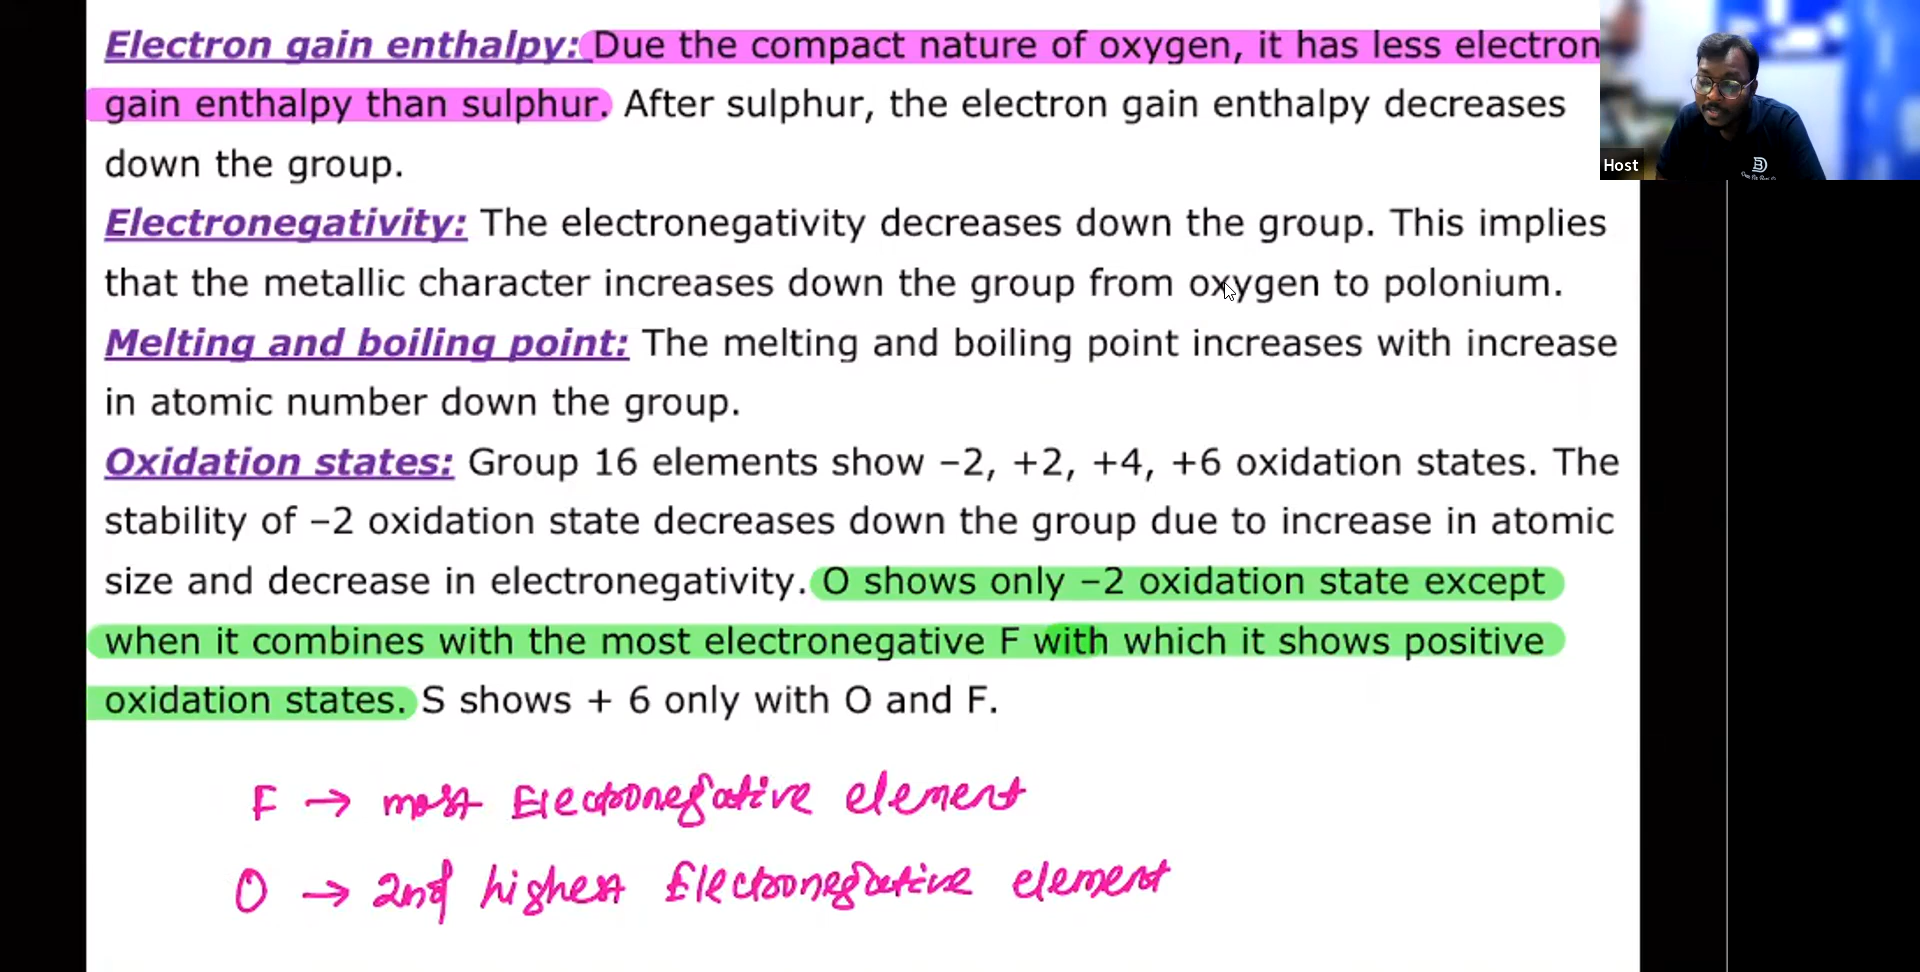 Electron gain enthalpy: Due the compact nature of oxygen, it has less electron
gain enthalpy than sulphur. After sulphur, the electron gain enthalpy decreases
down the group.
Electronegativity: The electronegativity decreases down the group. This implies
that the metallic character increases down the group from oxygen to polonium.
Melting and boiling point: The melting and boiling point increases with increase
in atomic number down the group.
Oxidation states: Group 16 elements show –2, +2, +4, +6 oxidation states. The
stability of –2 oxidation state decreases down the group due to increase in atomic
size and decrease in electronegativity. O shows only –2 oxidation state except
when it combines with the most electronegative F with which it shows positive
oxidation states. S shows + 6 only with O and F.
F → most Electronegative element
O → 2nd highest Electronegative element
Host